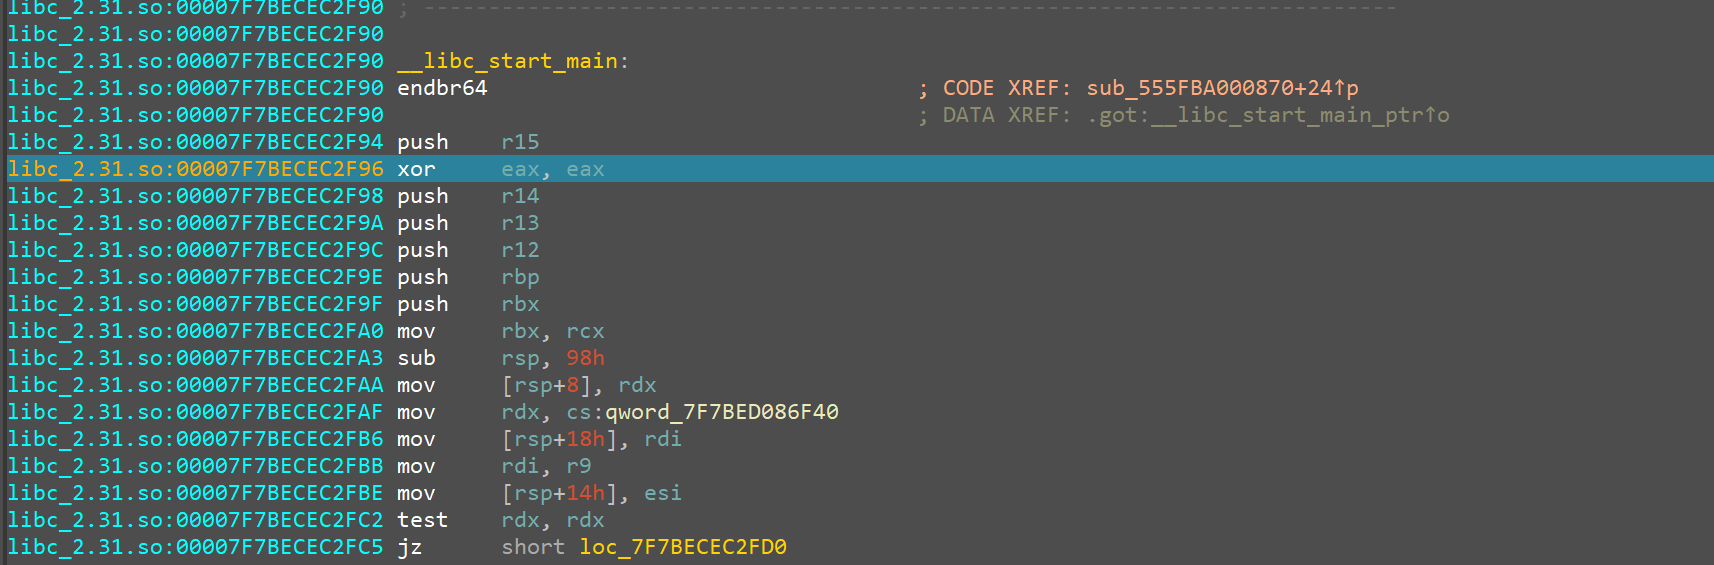 libc_2.31.so:00007F7BECEC2F90 ; ---------------------------------------------------------------------------
libc_2.31.so:00007F7BECEC2F90
libc_2.31.so:00007F7BECEC2F90 __libc_start_main:
libc_2.31.so:00007F7BECEC2F90 endbr64 ; CODE XREF: sub_555FBA000870+24↑p
libc_2.31.so:00007F7BECEC2F90 ; DATA XREF: .got:__libc_start_main_ptr↑o
libc_2.31.so:00007F7BECEC2F94 push r15
libc_2.31.so:00007F7BECEC2F96 xor eax, eax
libc_2.31.so:00007F7BECEC2F98 push r14
libc_2.31.so:00007F7BECEC2F9A push r13
libc_2.31.so:00007F7BECEC2F9C push r12
libc_2.31.so:00007F7BECEC2F9E push rbp
libc_2.31.so:00007F7BECEC2F9F push rbx
libc_2.31.so:00007F7BECEC2FA0 mov rbx, rcx
libc_2.31.so:00007F7BECEC2FA3 sub rsp, 98h
libc_2.31.so:00007F7BECEC2FAA mov [rsp+8], rdx
libc_2.31.so:00007F7BECEC2FAF mov rdx, cs:qword_7F7BED086F40
libc_2.31.so:00007F7BECEC2FB6 mov [rsp+18h], rdi
libc_2.31.so:00007F7BECEC2FBB mov rdi, r9
libc_2.31.so:00007F7BECEC2FBE mov [rsp+14h], esi
libc_2.31.so:00007F7BECEC2FC2 test rdx, rdx
libc_2.31.so:00007F7BECEC2FC5 jz short loc_7F7BECEC2FD0